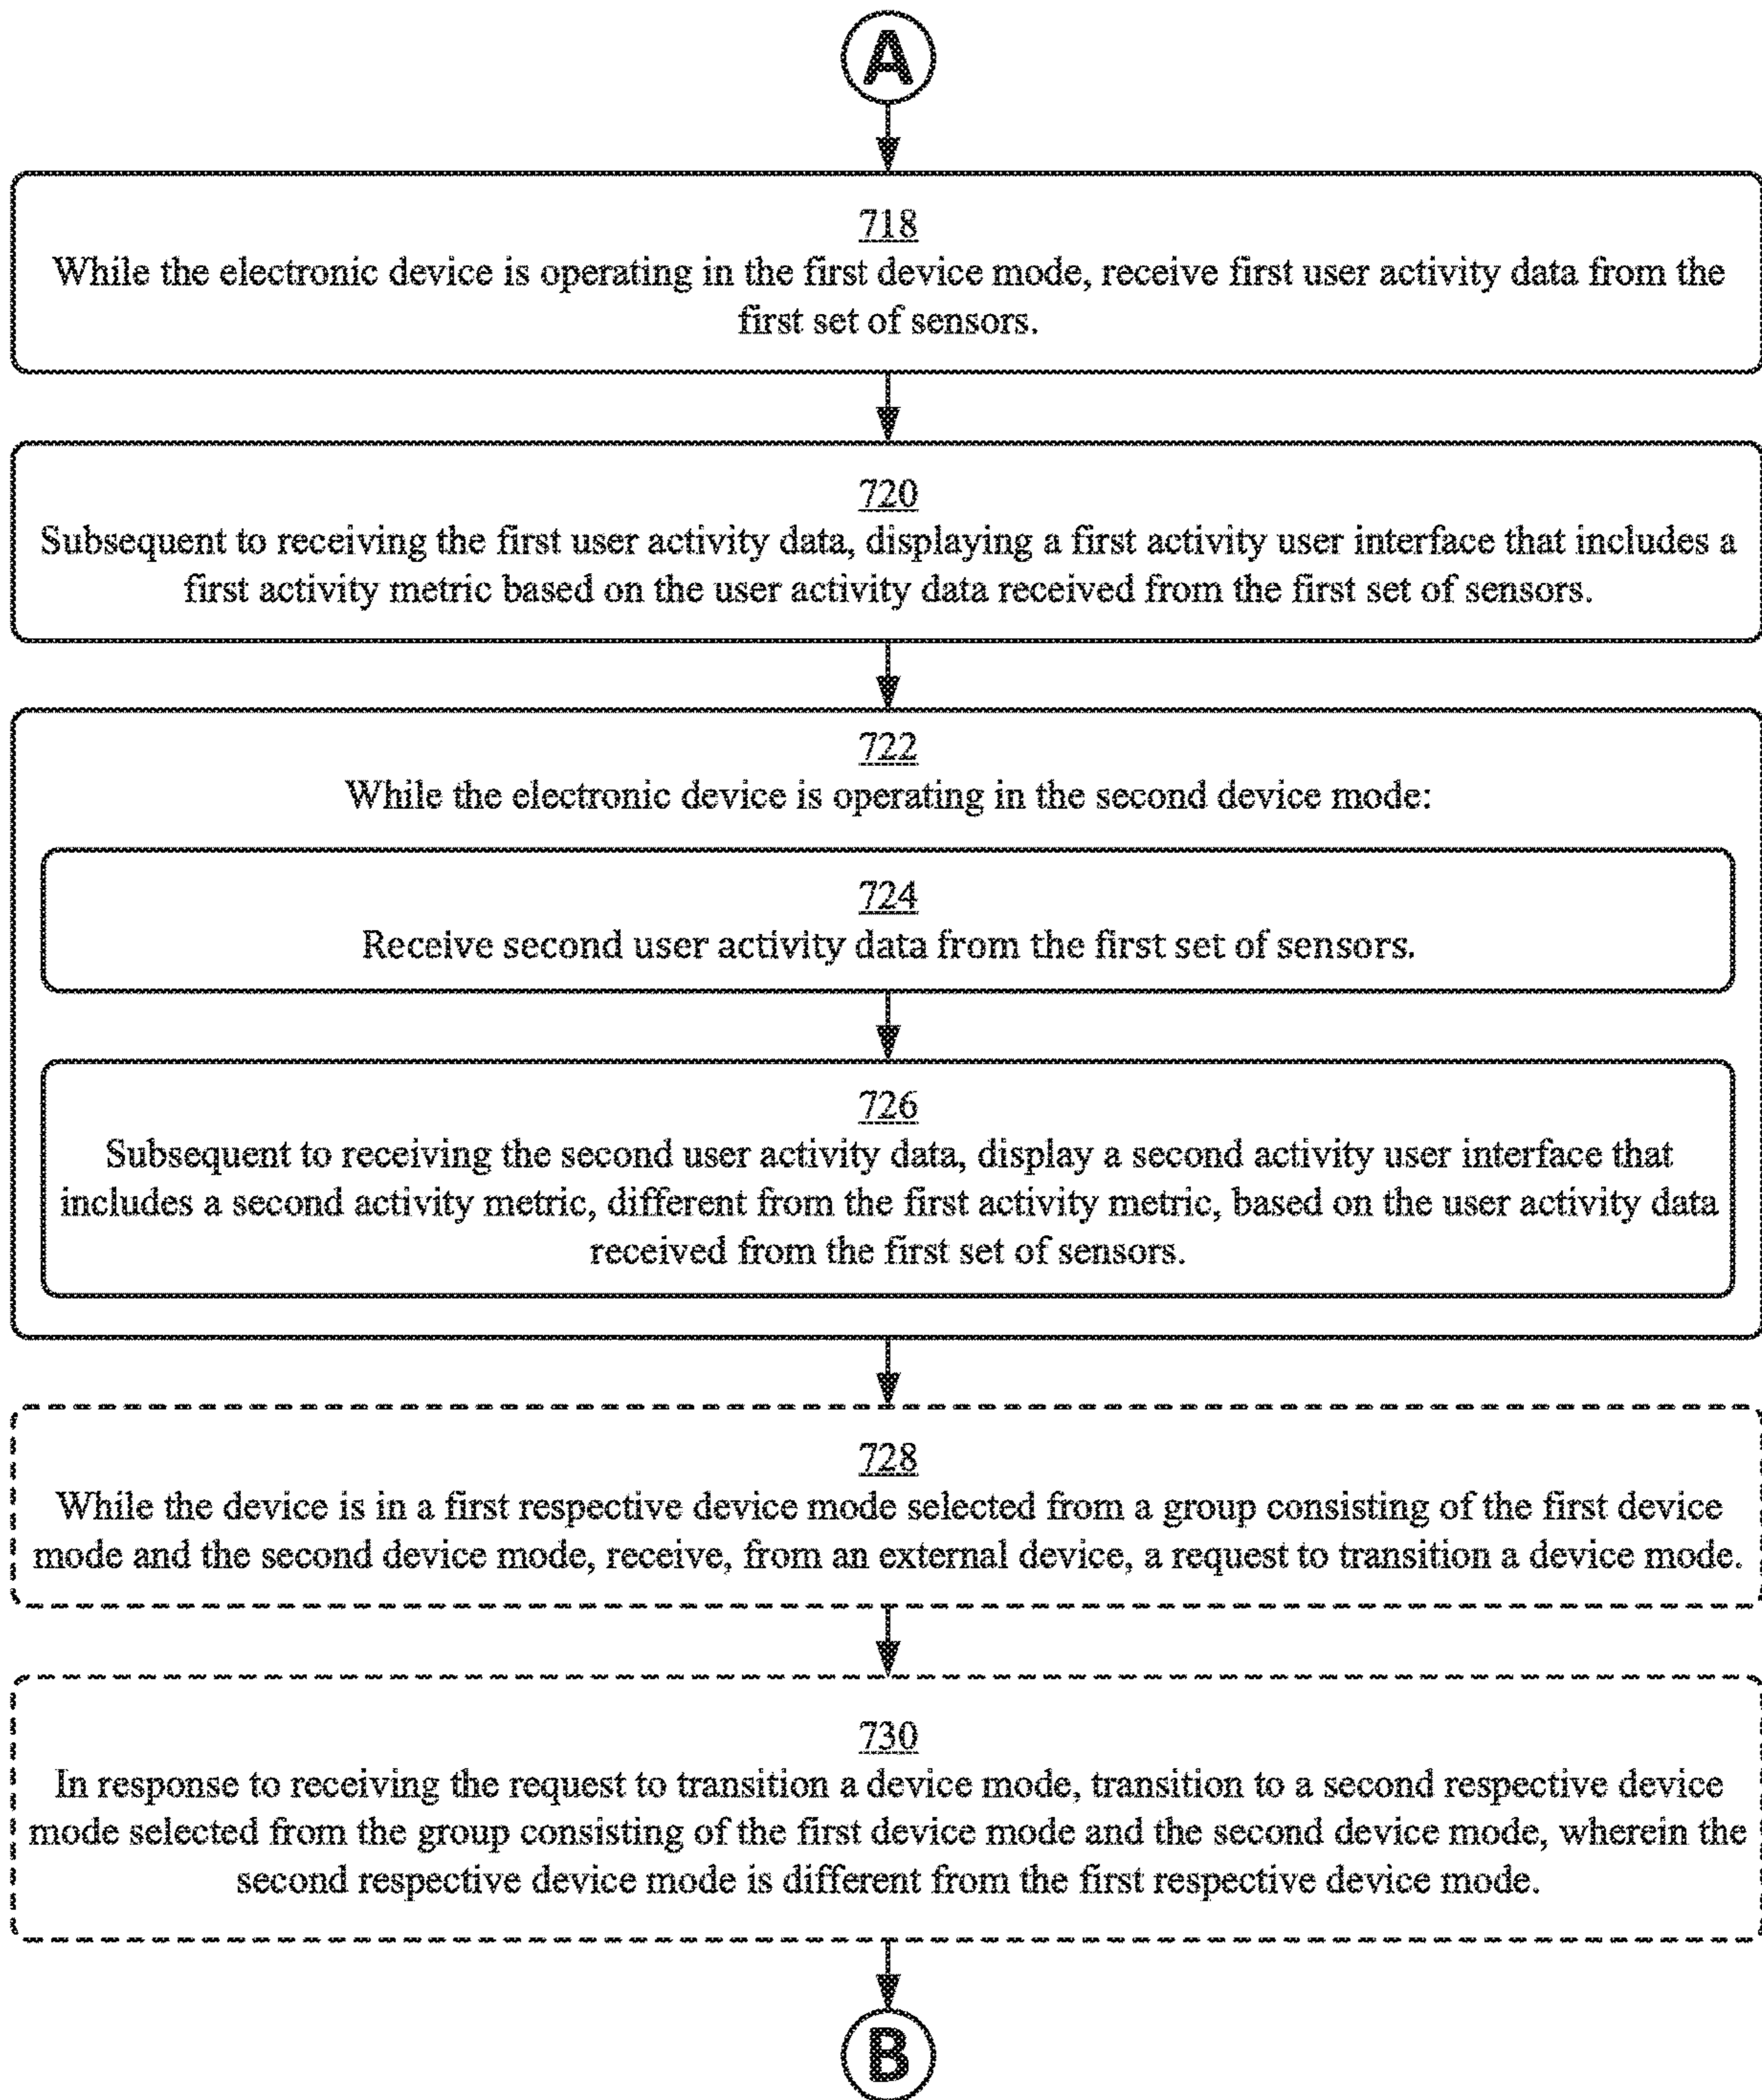 A
718
While the electronic device is operating in the first device mode, receive first user activity data from the
first set of sensors.
720
Subsequent to receiving the first user activity data, displaying a first activity user interface that includes a
first activity metric based on the user activity data received from the first set of sensors.
722
While the electronic device is operating in the second device mode:
724
Receive second user activity data from the first set of sensors.
726
Subsequent to receiving the second user activity data, display a second activity user interface that
includes a second activity metric, different from the first activity metric, based on the user activity data
received from the first set of sensors.
728
While the device is in a first respective device mode selected from a group consisting of the first device
mode and the second device mode, receive, from an external device, a request to transition a device mode.
730
In response to receiving the request to transition a device mode, transition to a second respective device
mode selected from the group consisting of the first device mode and the second device mode, wherein the
second respective device mode is different from the first respective device mode.
B